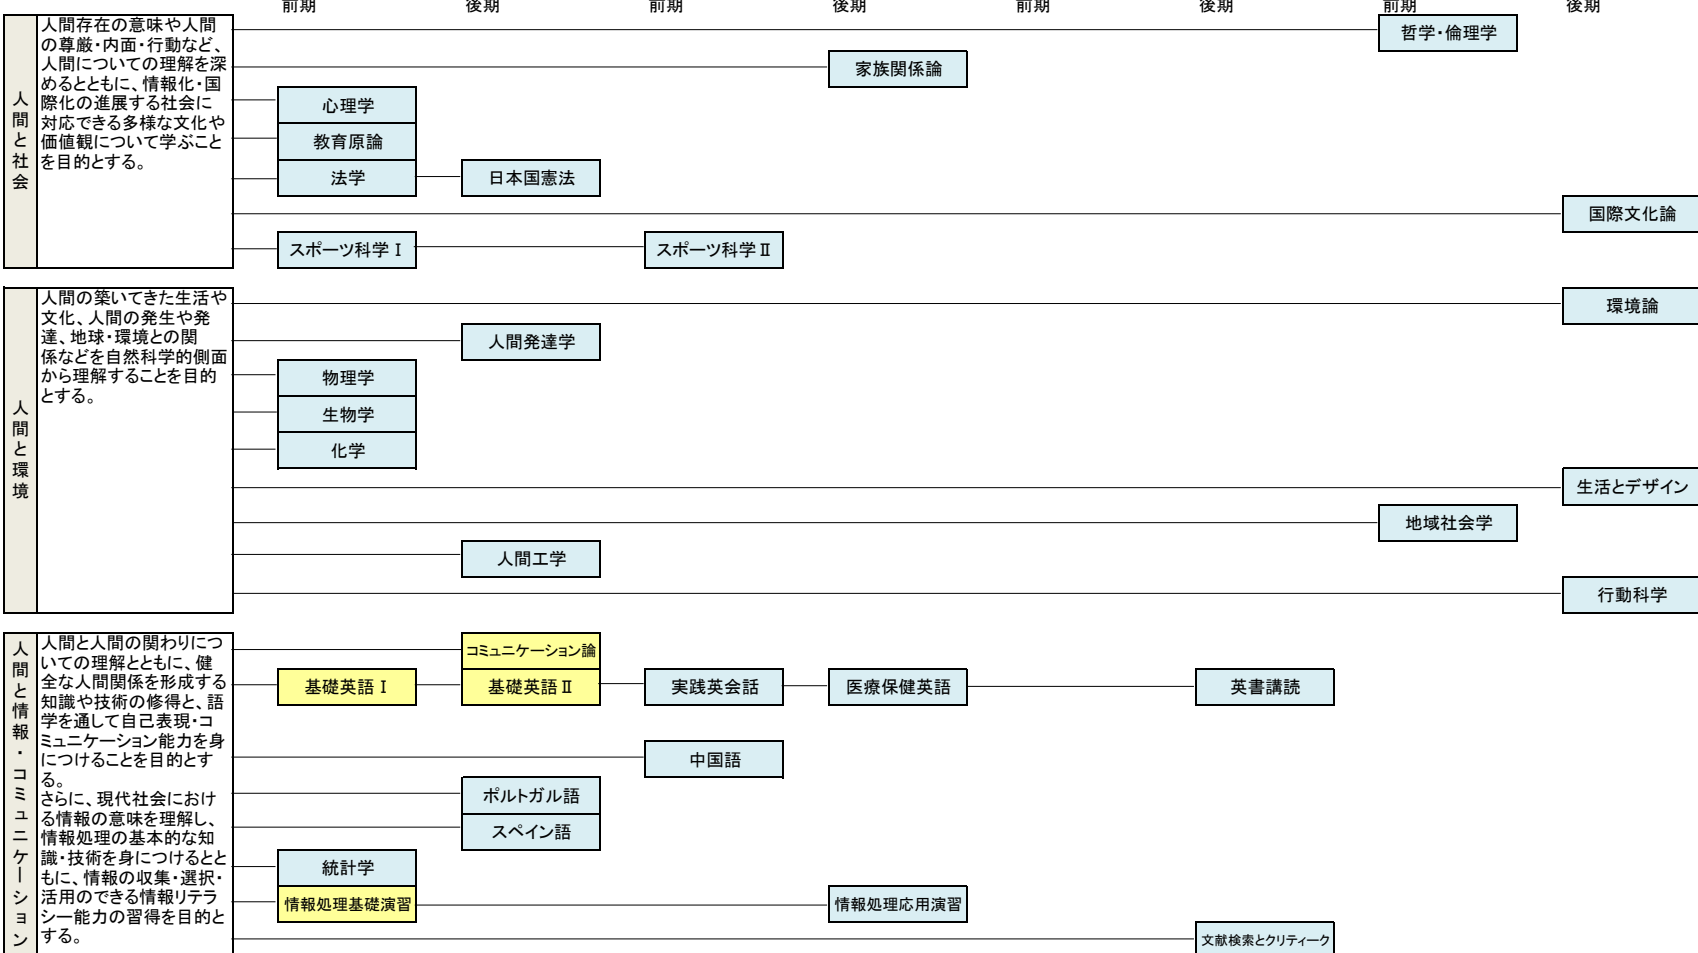 前期 後期 前期 後期 前期 後期 前期 後期
人間と社会
人間存在の意味や人間
の尊厳・内面・行動など、
人間についての理解を深
めるとともに、情報化・国
際化の進展する社会に
対応できる多様な文化や
価値観について学ぶこと
を目的とする。
哲学・倫理学
家族関係論
心理学
教育原論
法学 日本国憲法
国際文化論
スポーツ科学Ⅰ スポーツ科学Ⅱ
人間と環境
人間の築いてきた生活や
文化、人間の発生や発
達、地球・環境との関
係などを自然科学的側面
から理解することを目的
とする。
環境論
人間発達学
物理学
生物学
化学
生活とデザイン
地域社会学
人間工学
行動科学
人間と情報・コミュニケーション
人間と人間の関わりにつ
いての理解とともに、健
全な人間関係を形成する
知識や技術の修得と、語
学を通して自己表現・コ
ミュニケーション能力を身
につけることを目的とす
る。
さらに、現代社会におけ
る情報の意味を理解し、
情報処理の基本的な知
識・技術を身につけるとと
もに、情報の収集・選択・
活用のできる情報リテラ
シー能力の習得を目的と
する。
コミュニケーション論
基礎英語Ⅰ 基礎英語Ⅱ 実践英会話 医療保健英語 英書講読
中国語
ポルトガル語
スペイン語
統計学
情報処理基礎演習 情報処理応用演習
文献検索とクリティーク